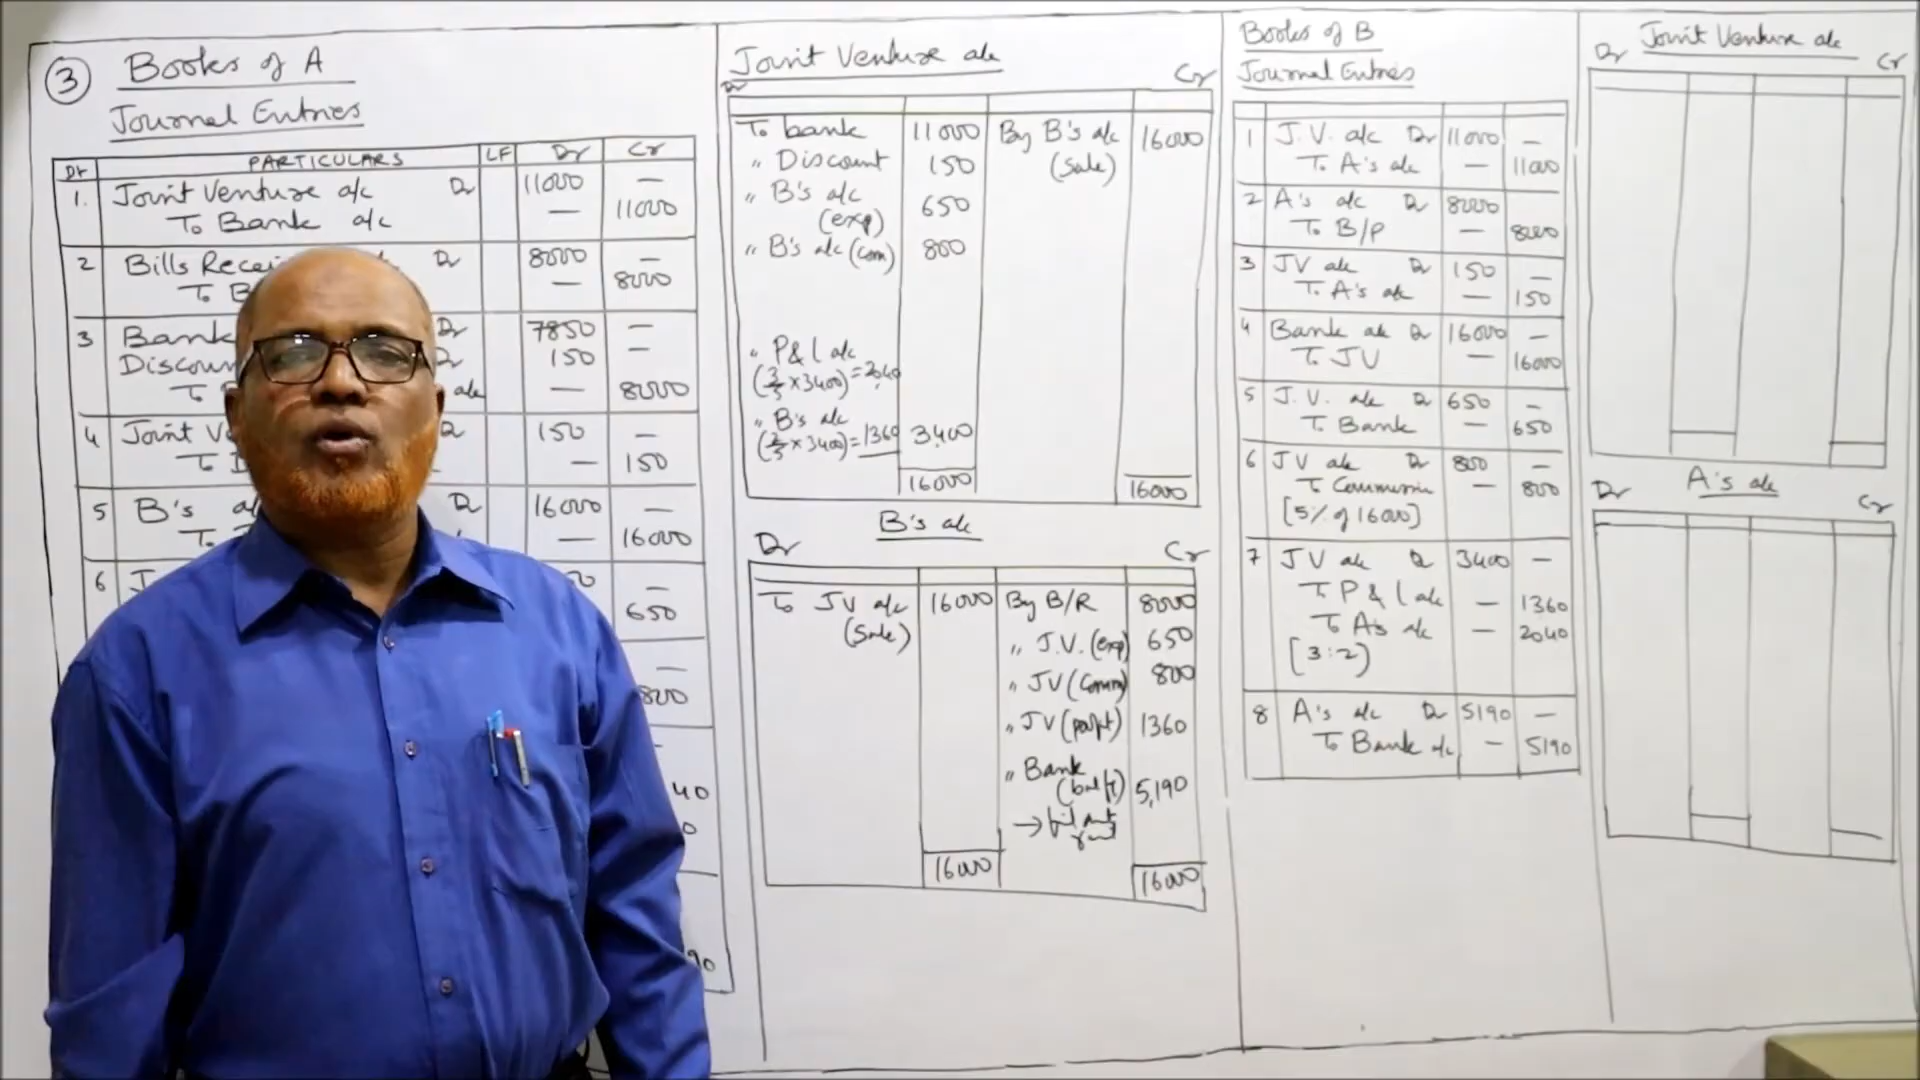 3 Books of A
Journal Entries
Dt PARTICULARS LF Dr Cr
1. Joint Venture a/c Dr 11000 —
To Bank a/c — 11000
2 Bills Recei Dr 8000 —
To B — 8000
3 Bank Dr 7850 —
Discoun Dr 150 —
To a/c — 8000
4 Joint Ve Dr 150 —
To D — 150
5 B's a/c Dr 16000 —
To — 16000
6 J —
650
—
800
40
0
90
Joint Venture a/c
Dr Cr
To bank 11000 By B's a/c 16000
" Discount 150 (Sale)
" B's a/c 650
(exp)
" B's a/c (com) 800
" P & L a/c
(3/5 × 3400) = 2040
" B's a/c
(2/5 × 3400) = 1360 3400
16000 16000
B's a/c
Dr Cr
To JV a/c 16000 By B/R 8000
(Sale) " J.V. (exp) 650
" JV (Comm) 800
" JV (profit) 1360
" Bank
(bal f) 5,190
→
16000 16000
Books of B
Journal Entries
1 J.V. a/c Dr 11000 —
To A's a/c — 11000
2 A's a/c Dr 8000
To B/P — 8000
3 JV a/c Dr 150 —
To A's a/c — 150
4 Bank a/c Dr 16000 —
To JV — 16000
5 J.V. a/c Dr 650 —
To Bank — 650
6 JV a/c Dr 800 —
To Commission — 800
[5% of 16000]
7 JV a/c Dr 3400 —
To P & L a/c — 1360
To A's a/c — 2040
[3:2]
8 A's a/c Dr 5190 —
To Bank a/c — 5190
Joint Venture a/c
Dr Cr
A's a/c
Dr Cr